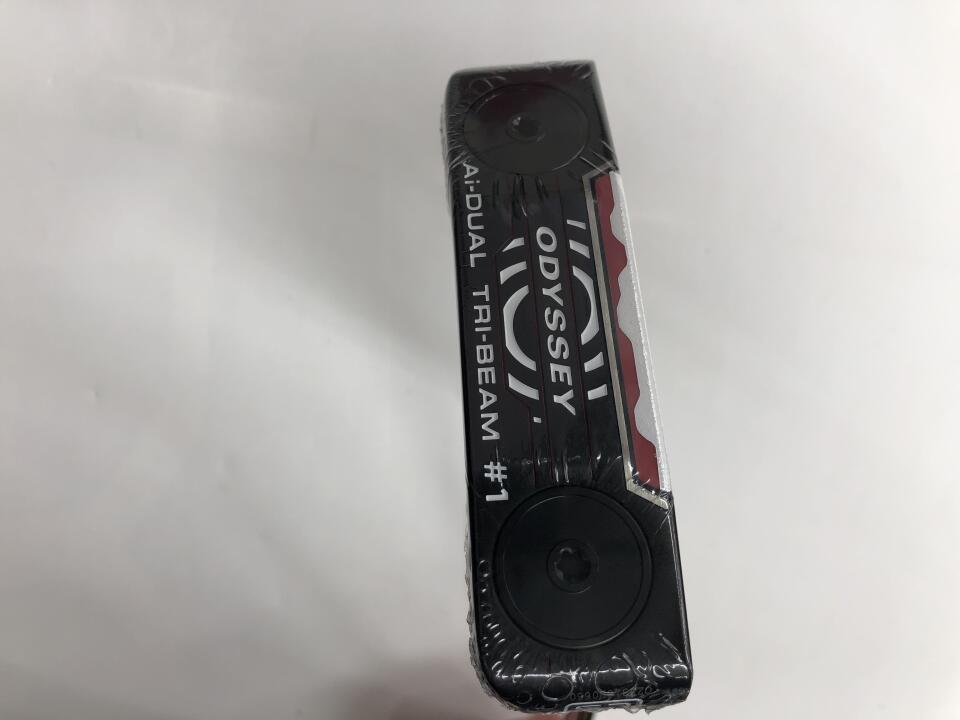 ODYSSEY
Ai-DUAL TRI-BEAM #1